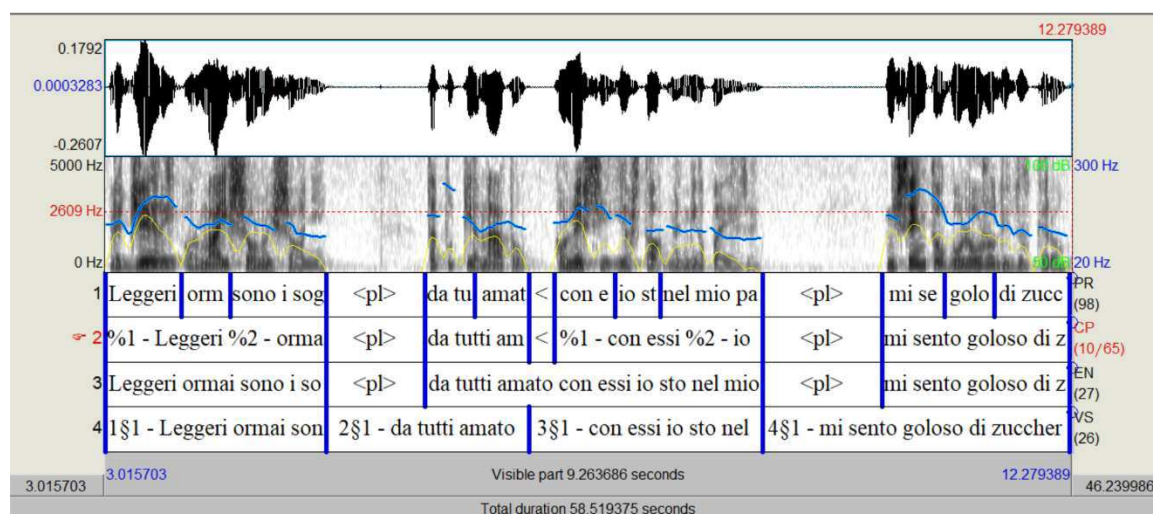 12.279389
0.1792
0.0003283
-0.2607
5000 Hz 100 dB 300 Hz
2609 Hz
0 Hz 50 dB 20 Hz
1 Leggeri orm sono i sog <pl> da tu amat < con e io st nel mio pa <pl> mi se golo di zucc PR (98)
2 %1 - Leggeri %2 - orma <pl> da tutti am < %1 - con essi %2 - io <pl> mi sento goloso di z CP (10/65)
3 Leggeri ormai sono i so <pl> da tutti amato con essi io sto nel mio <pl> mi sento goloso di z EN (27)
4 1§1 - Leggeri ormai son 2§1 - da tutti amato 3§1 - con essi io sto nel 4§1 - mi sento goloso di zuccher VS (26)
3.015703 3.015703 Visible part 9.263686 seconds 12.279389 46.239986
Total duration 58.519375 seconds